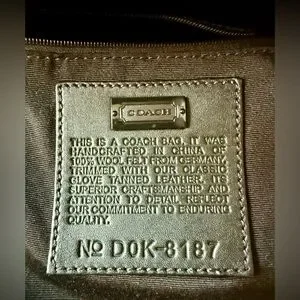 COACH
THIS IS A COACH BAG. IT WAS
HANDCRAFTED IN CHINA, OF
100% WOOL FELT FROM GERMANY.
TRIMMED WITH OUR CLASSIC
GLOVE TANNED LEATHER. ITS
SUPERIOR CRAFTSMANSHIP AND
ATTENTION TO DETAIL REFLECT
OUR COMMITMENT TO ENDURING
QUALITY.
No D0K-8187